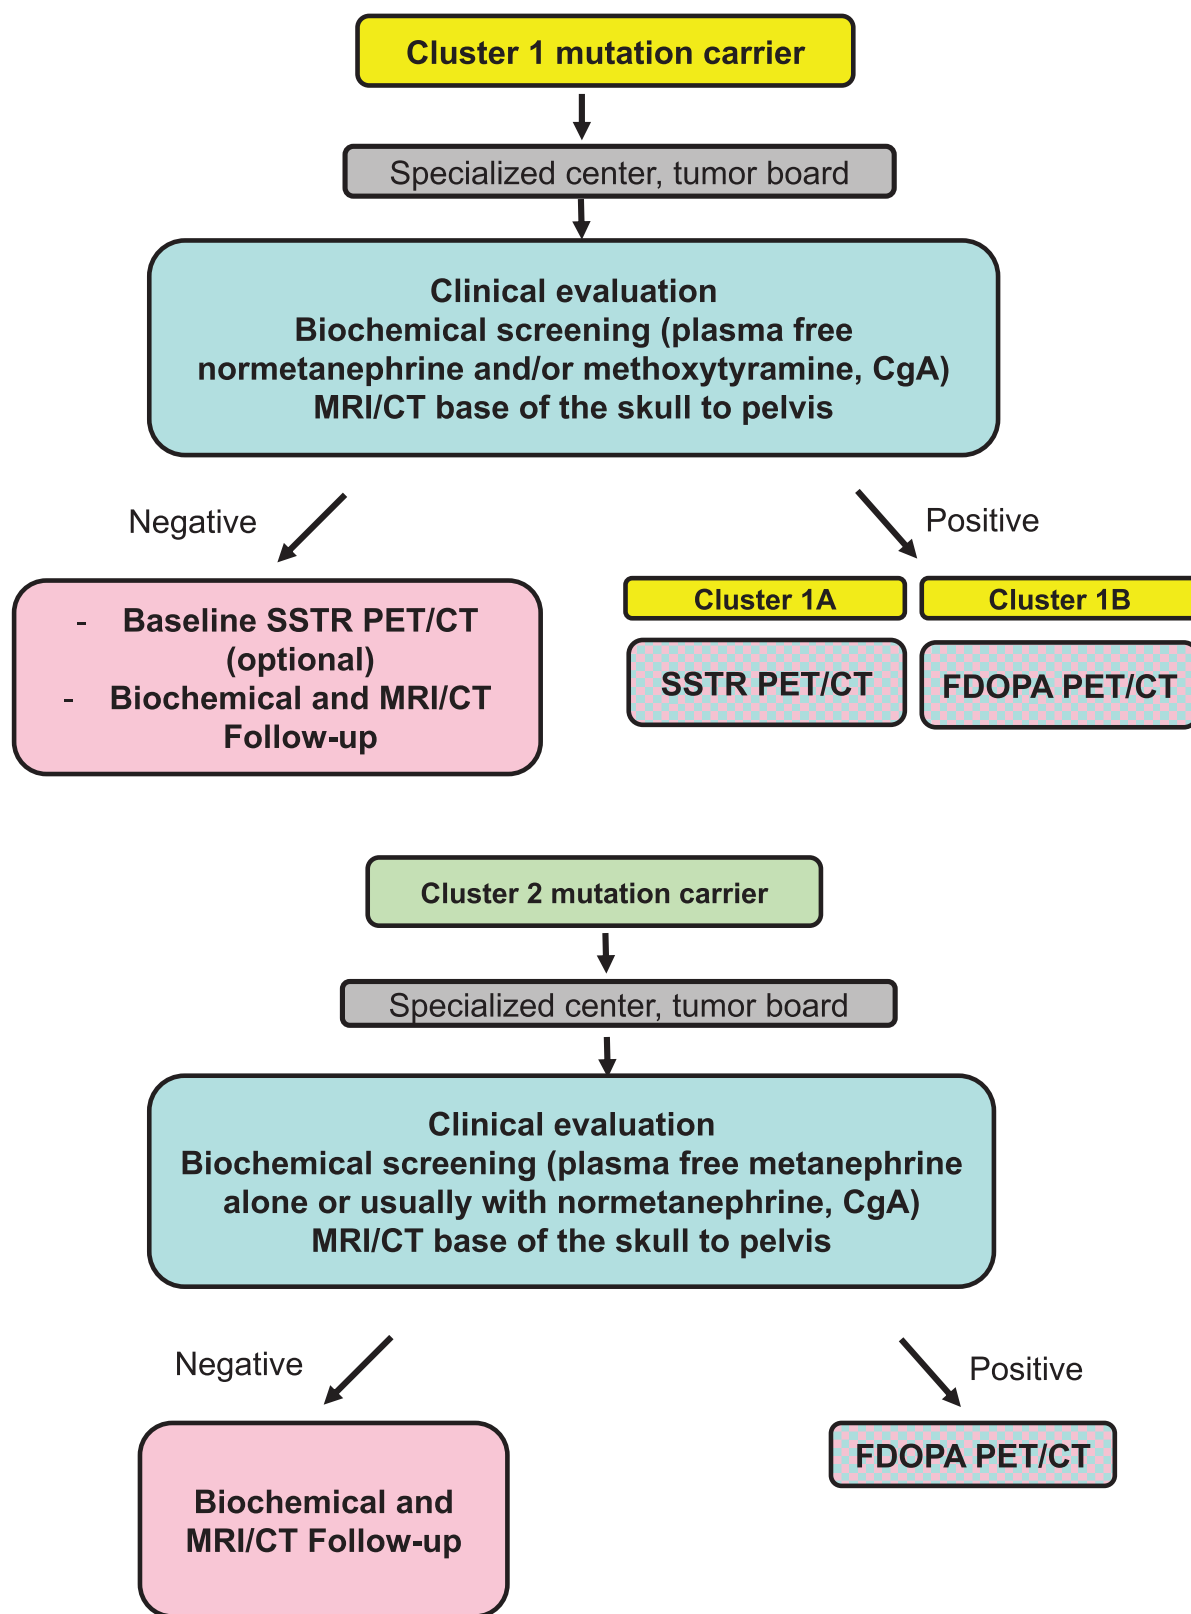 Cluster 1 mutation carrier
Specialized center, tumor board
Clinical evaluation
Biochemical screening (plasma free
normetanephrine and/or methoxytyramine, CgA)
MRI/CT base of the skull to pelvis
Negative
Positive
- Baseline SSTR PET/CT
(optional)
- Biochemical and MRI/CT
Follow-up
Cluster 1A
Cluster 1B
SSTR PET/CT
FDOPA PET/CT
Cluster 2 mutation carrier
Specialized center, tumor board
Clinical evaluation
Biochemical screening (plasma free metanephrine
alone or usually with normetanephrine, CgA)
MRI/CT base of the skull to pelvis
Negative
Positive
Biochemical and
MRI/CT Follow-up
FDOPA PET/CT